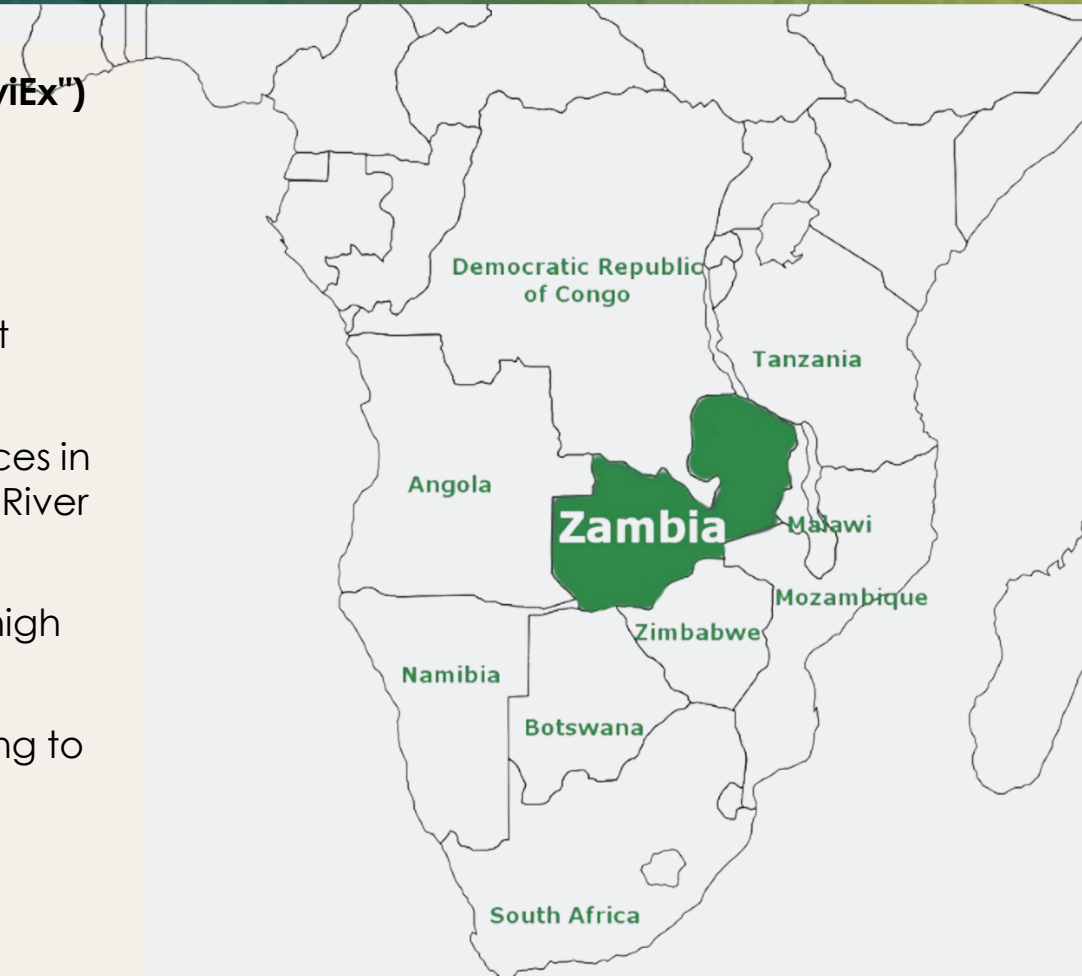 viEx")
t
ces in
River
high
ng to
Democratic Republic
of Congo
Tanzania
Angola
Zambia
Malawi
Mozambique
Zimbabwe
Namibia
Botswana
South Africa